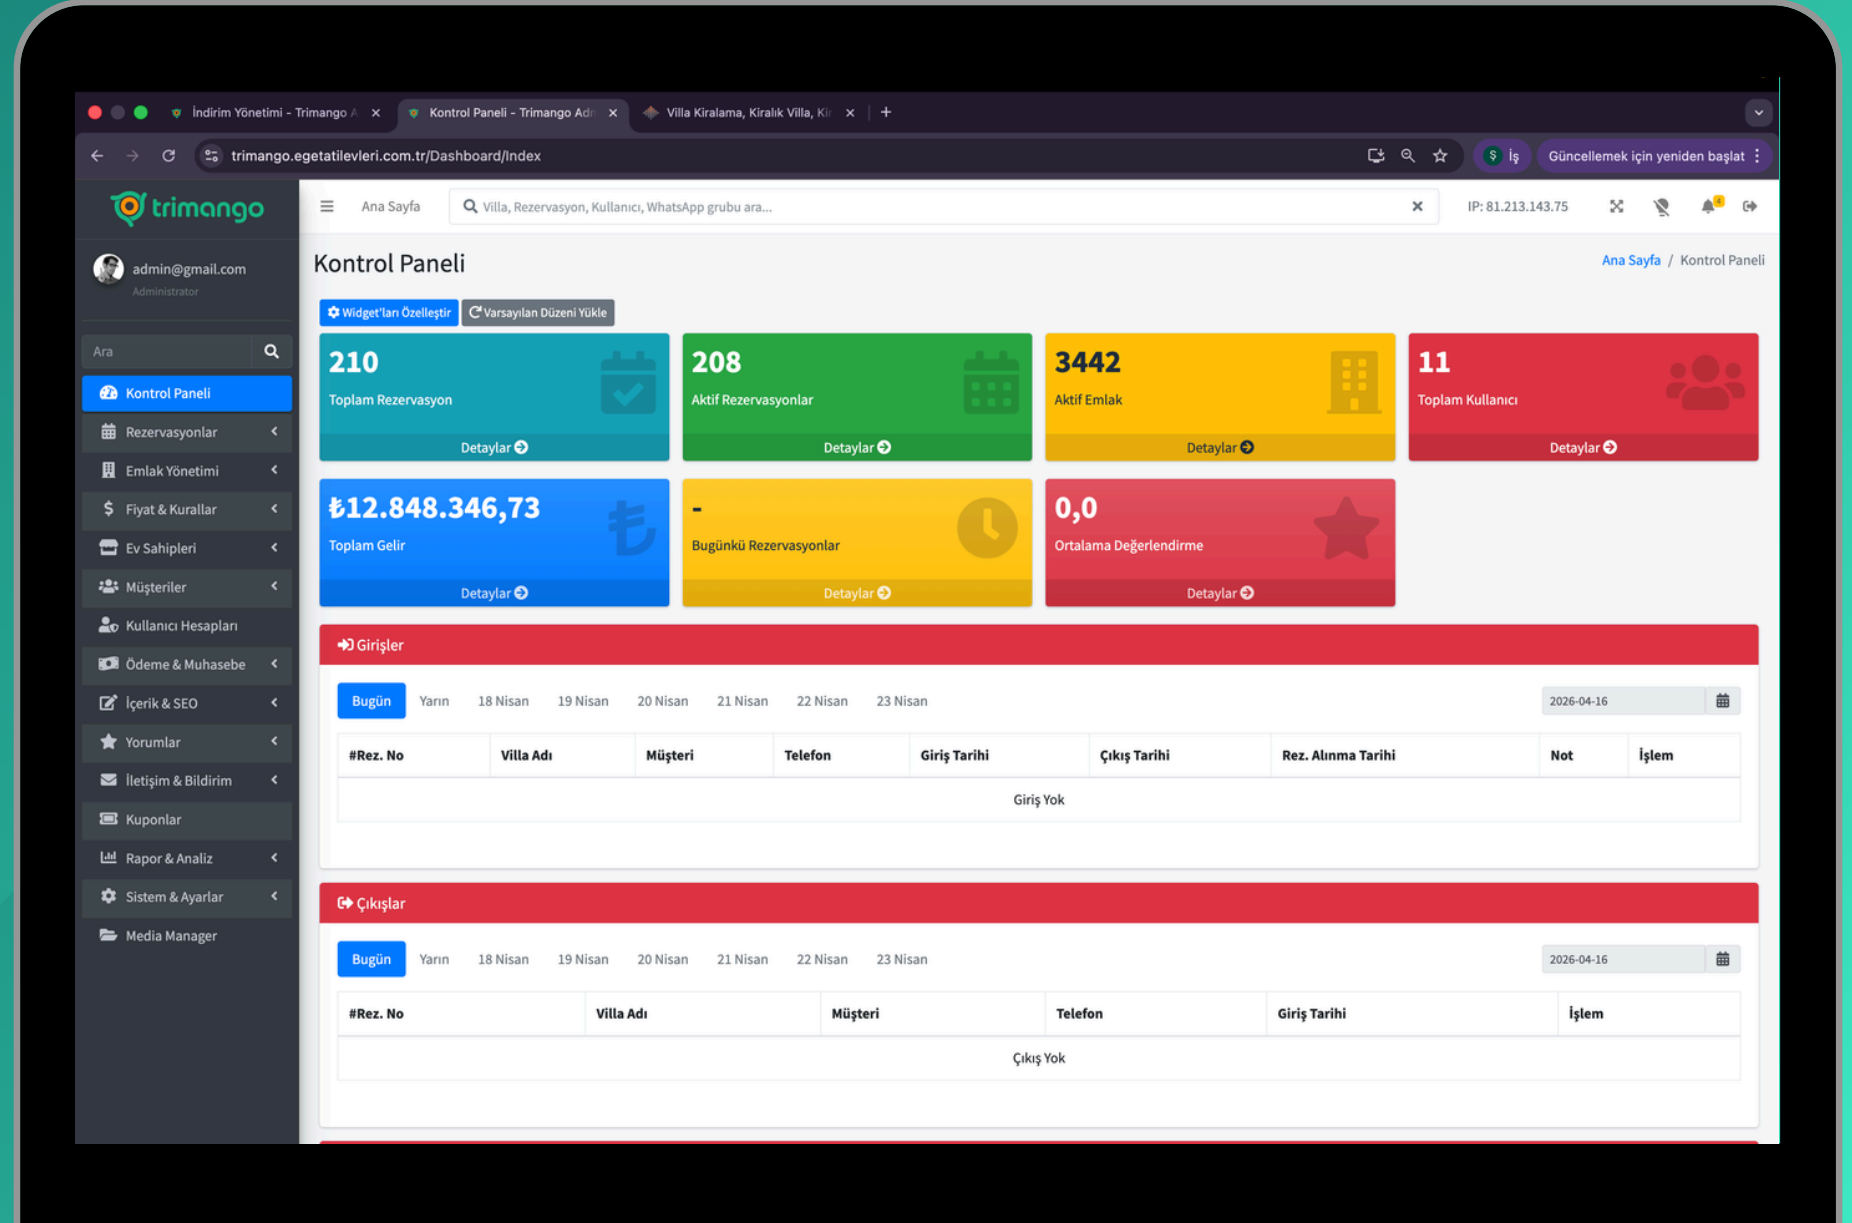 İndirim Yönetimi - Trimango A
Kontrol Paneli - Trimango Adm
Villa Kiralama, Kiralık Villa, Kir
trimango.egetatilevleri.com.tr/Dashboard/Index
$ İş
Güncellemek için yeniden başlat
trimango
Ana Sayfa
Villa, Rezervasyon, Kullanıcı, WhatsApp grubu ara...
IP: 81.213.143.75
4
admin@gmail.com
Administrator
Ara
Kontrol Paneli
Rezervasyonlar
Emlak Yönetimi
Fiyat & Kurallar
Ev Sahipleri
Müşteriler
Kullanıcı Hesapları
Ödeme & Muhasebe
İçerik & SEO
Yorumlar
İletişim & Bildirim
Kuponlar
Rapor & Analiz
Sistem & Ayarlar
Media Manager
Kontrol Paneli
Ana Sayfa / Kontrol Paneli
Widget'ları Özelleştir
Varsayılan Düzeni Yükle
210
Toplam Rezervasyon
Detaylar
208
Aktif Rezervasyonlar
Detaylar
3442
Aktif Emlak
Detaylar
11
Toplam Kullanıcı
Detaylar
₺12.848.346,73
Toplam Gelir
Detaylar
-
Bugünkü Rezervasyonlar
Detaylar
0,0
Ortalama Değerlendirme
Detaylar
Girişler
Bugün Yarın 18 Nisan 19 Nisan 20 Nisan 21 Nisan 22 Nisan 23 Nisan
2026-04-16
#Rez. No Villa Adı Müşteri Telefon Giriş Tarihi Çıkış Tarihi Rez. Alınma Tarihi Not İşlem
Giriş Yok
Çıkışlar
Bugün Yarın 18 Nisan 19 Nisan 20 Nisan 21 Nisan 22 Nisan 23 Nisan
2026-04-16
#Rez. No Villa Adı Müşteri Telefon Giriş Tarihi İşlem
Çıkış Yok